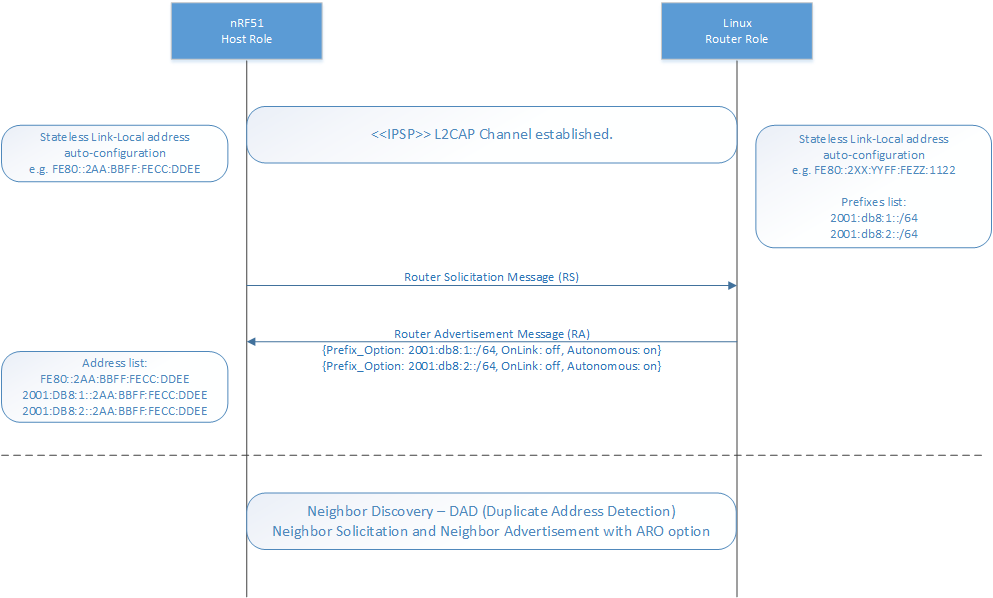 nRF51
Host Role
Linux
Router Role
<<IPSP>> L2CAP Channel established.
Stateless Link-Local address
auto-configuration
e.g. FE80::2AA:BBFF:FECC:DDEE
Stateless Link-Local address
auto-configuration
e.g. FE80::2XX:YYFF:FEZZ:1122
Prefixes list:
2001:db8:1::/64
2001:db8:2::/64
Router Solicitation Message (RS)
Router Advertisement Message (RA)
{Prefix_Option: 2001:db8:1::/64, OnLink: off, Autonomous: on}
{Prefix_Option: 2001:db8:2::/64, OnLink: off, Autonomous: on}
Address list:
FE80::2AA:BBFF:FECC:DDEE
2001:DB8:1::2AA:BBFF:FECC:DDEE
2001:DB8:2::2AA:BBFF:FECC:DDEE
Neighbor Discovery – DAD (Duplicate Address Detection)
Neighbor Solicitation and Neighbor Advertisement with ARO option